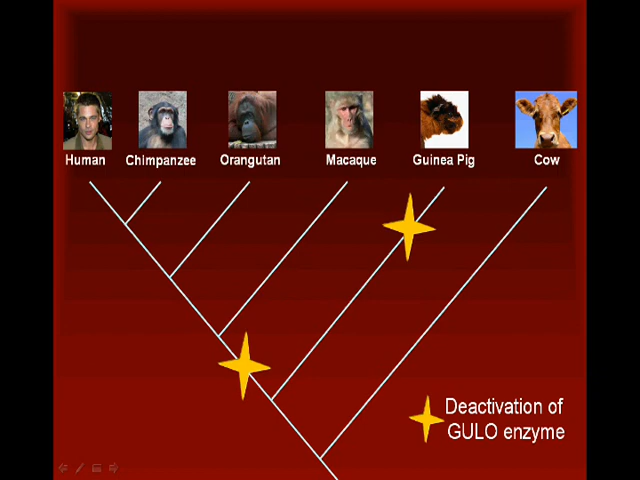 Human
Chimpanzee
Orangutan
Macaque
Guinea Pig
Cow
Deactivation of
GULO enzyme